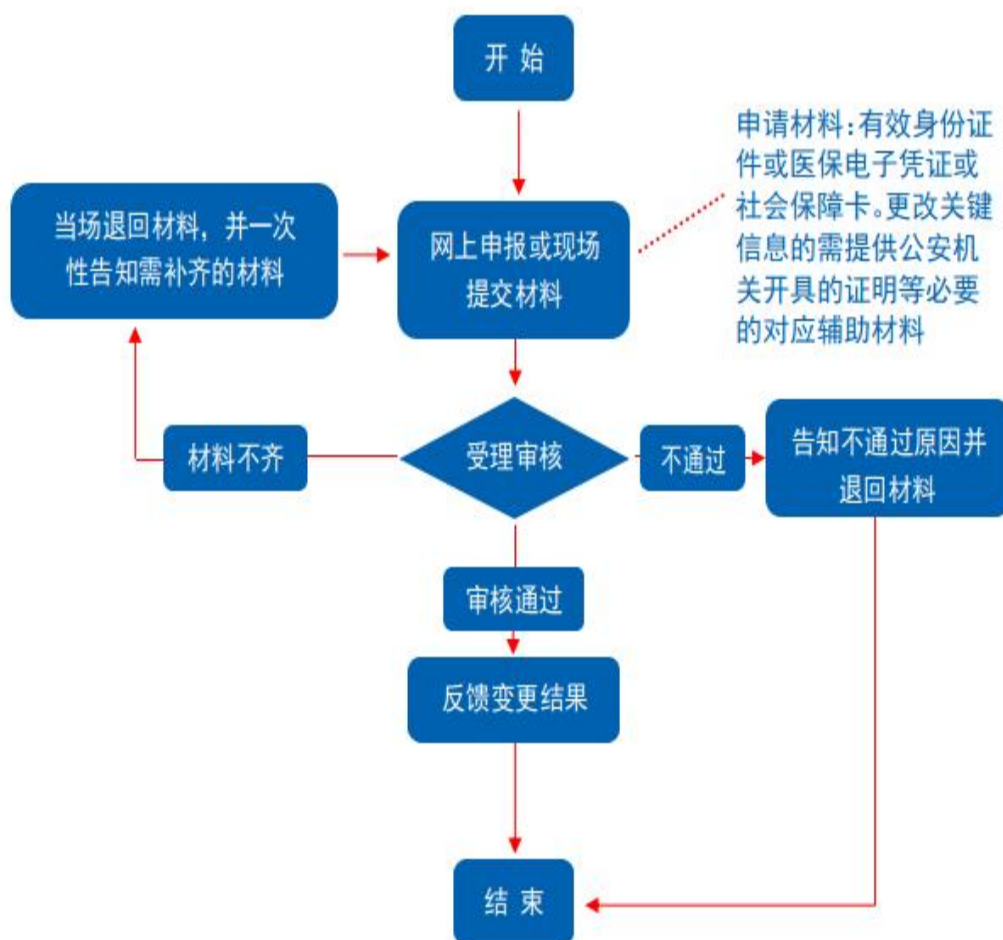 开 始
申请材料：有效身份证
件或医保电子凭证或
社会保障卡。更改关键
信息的需提供公安机
关开具的证明等必要
的对应辅助材料
当场退回材料，并一次
性告知需补齐的材料
网上申报或现场
提交材料
材料不齐
受理审核
不通过
告知不通过原因并
退回材料
审核通过
反馈变更结果
结 束